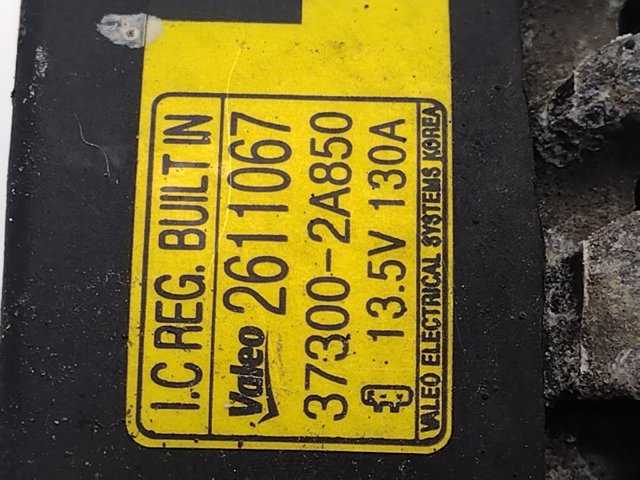 I.C REG. BUILT IN
Valeo 2611067
37300-2A850
13.5V 130A
VALEO ELECTRICAL SYSTEMS KOREA